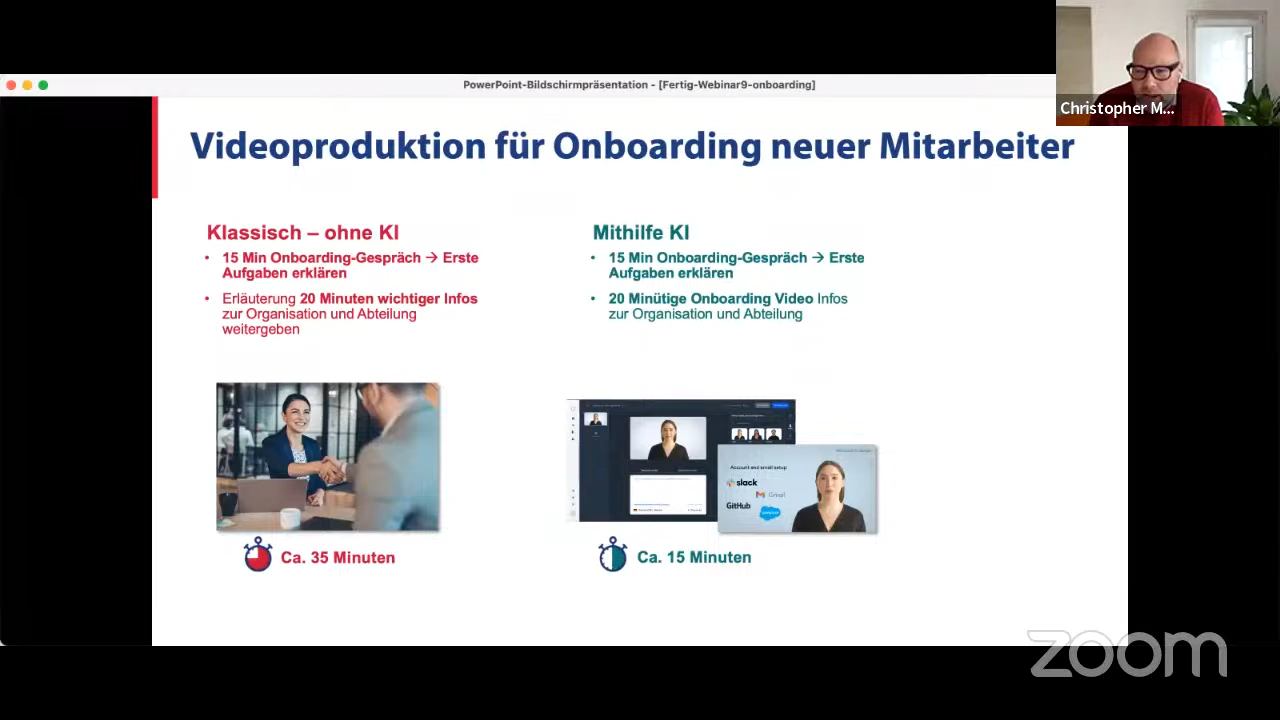 PowerPoint-Bildschirmpräsentation - [Fertig-Webinar9-onboarding]
Christopher M...
Videoproduktion für Onboarding neuer Mitarbeiter
Klassisch – ohne KI
• 15 Min Onboarding-Gespräch → Erste
Aufgaben erklären
• Erläuterung 20 Minuten wichtiger Infos
zur Organisation und Abteilung
weitergeben
Ca. 35 Minuten
Mithilfe KI
• 15 Min Onboarding-Gespräch → Erste
Aufgaben erklären
• 20 Minütige Onboarding Video Infos
zur Organisation und Abteilung
Account and email setup
slack
Gmail
GitHub
Ca. 15 Minuten
zoom